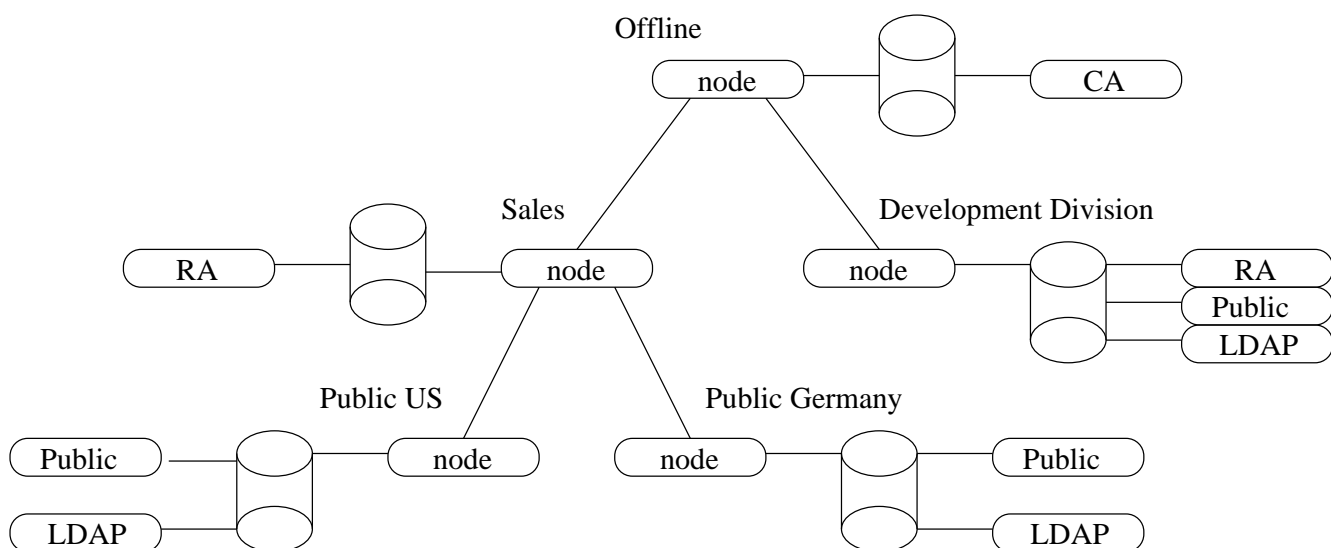 Offline
node
CA
Sales
Development Division
RA
node
node
RA
Public
LDAP
Public US
Public Germany
Public
node
node
Public
LDAP
LDAP